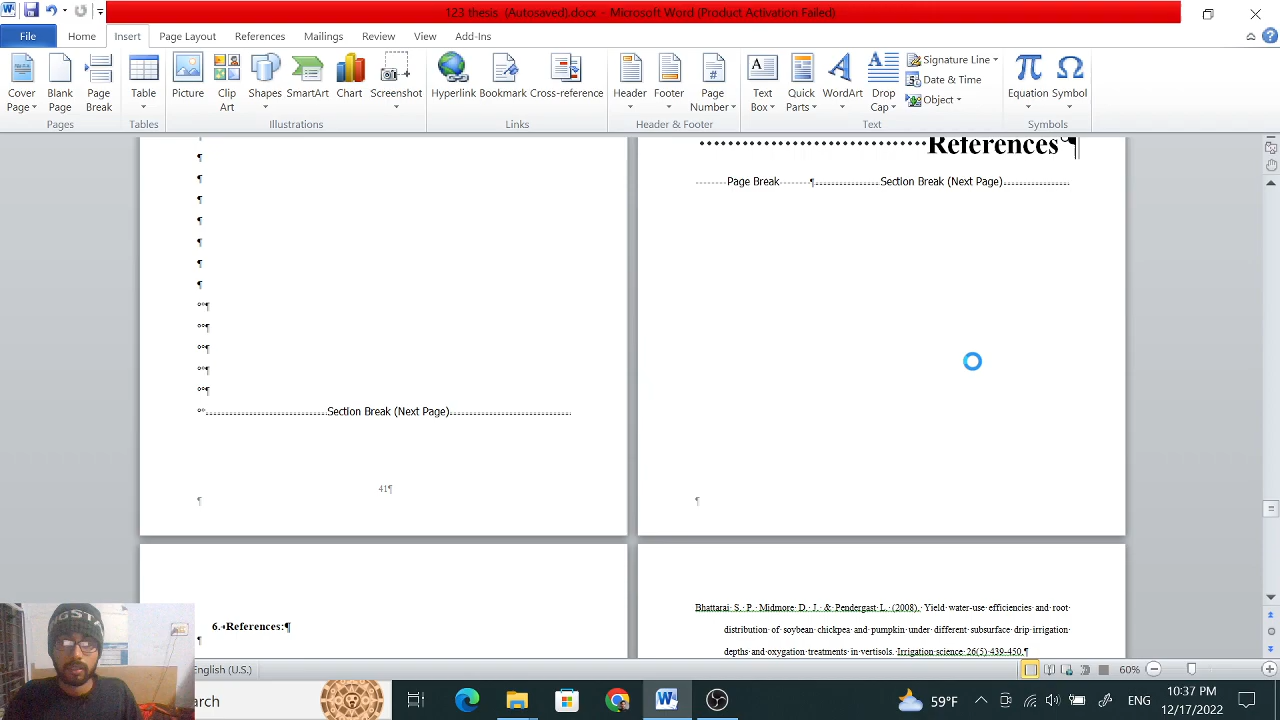 123 thesis (Autosaved).docx - Microsoft Word (Product Activation Failed)
File Home Insert Page Layout References Mailings Review View Add-Ins
Cover Page Blank Page Page Break Table Picture Clip Art Shapes SmartArt Chart Screenshot Hyperlink Bookmark Cross-reference Header Footer Page Number Text Box Quick Parts WordArt Drop Cap Signature Line Date & Time Object Equation Symbol
Pages Tables Illustrations Links Header & Footer Text Symbols
References¶
Page Break ¶ Section Break (Next Page)
¶
¶
¶
¶
¶
¶
¶
°°¶
°°¶
°°¶
°°¶
°°¶
°° Section Break (Next Page)
41¶
¶
¶
6. References:¶
¶
Bhattarai· S.· P.· Midmore· D.· J.· &· Pendergast· L.· (2008).· Yield· water-use· efficiencies· and· root·
distribution· of· soybean· chickpea· and· pumpkin· under· different· subsurface· drip· irrigation·
depths· and· oxygation· treatments· in· vertisols.· Irrigation· science· 26(5)· 439-450.¶
English (U.S.)
60%
arch
59°F
ENG
10:37 PM
12/17/2022